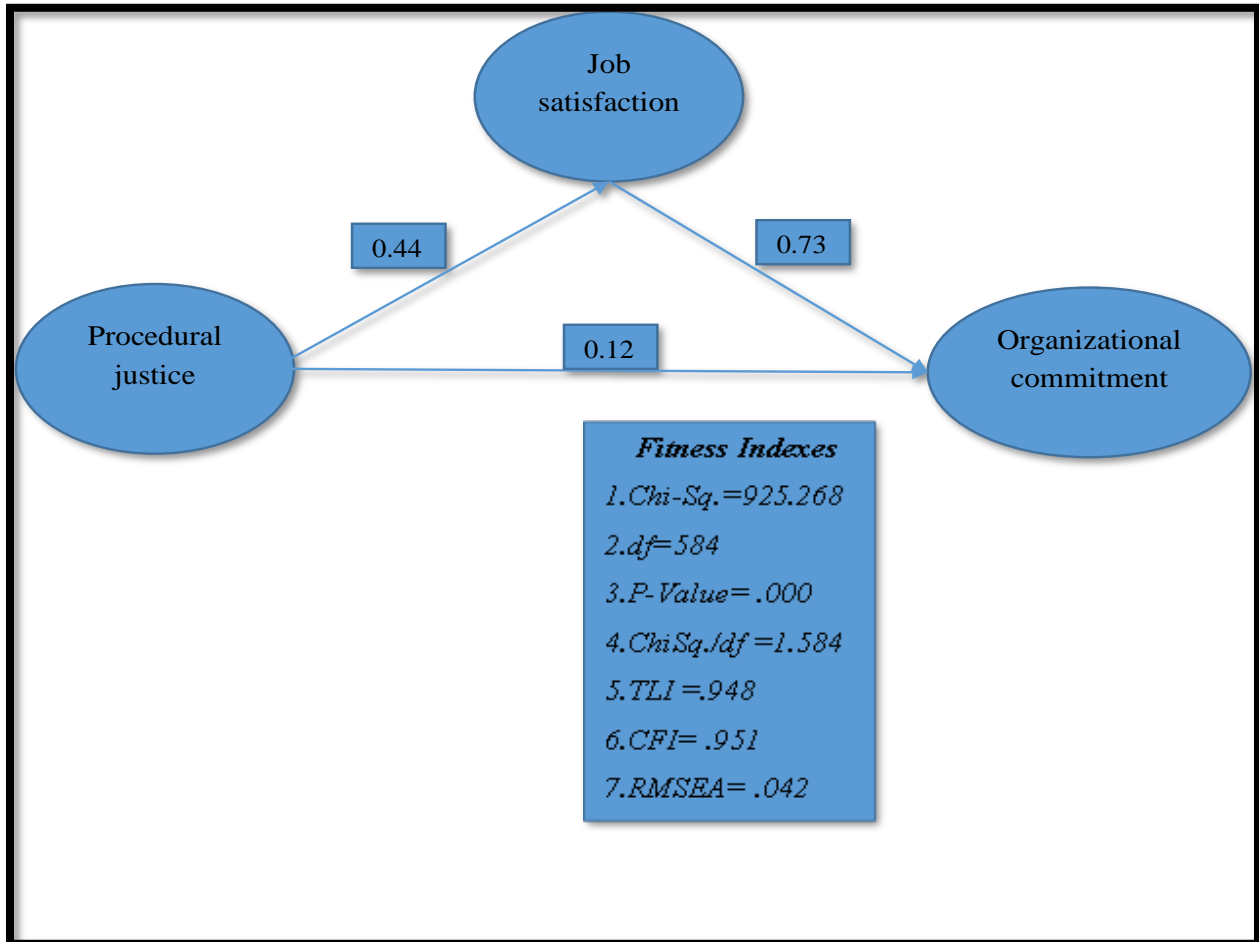 Job
satisfaction
0.44
0.73
Procedural
justice
0.12
Organizational
commitment
Fitness Indexes
1.Chi-Sq.=925.268
2.df=584
3.P-Value= .000
4.ChiSq./df =1.584
5.TLI =.948
6.CFI= .951
7.RMSEA= .042